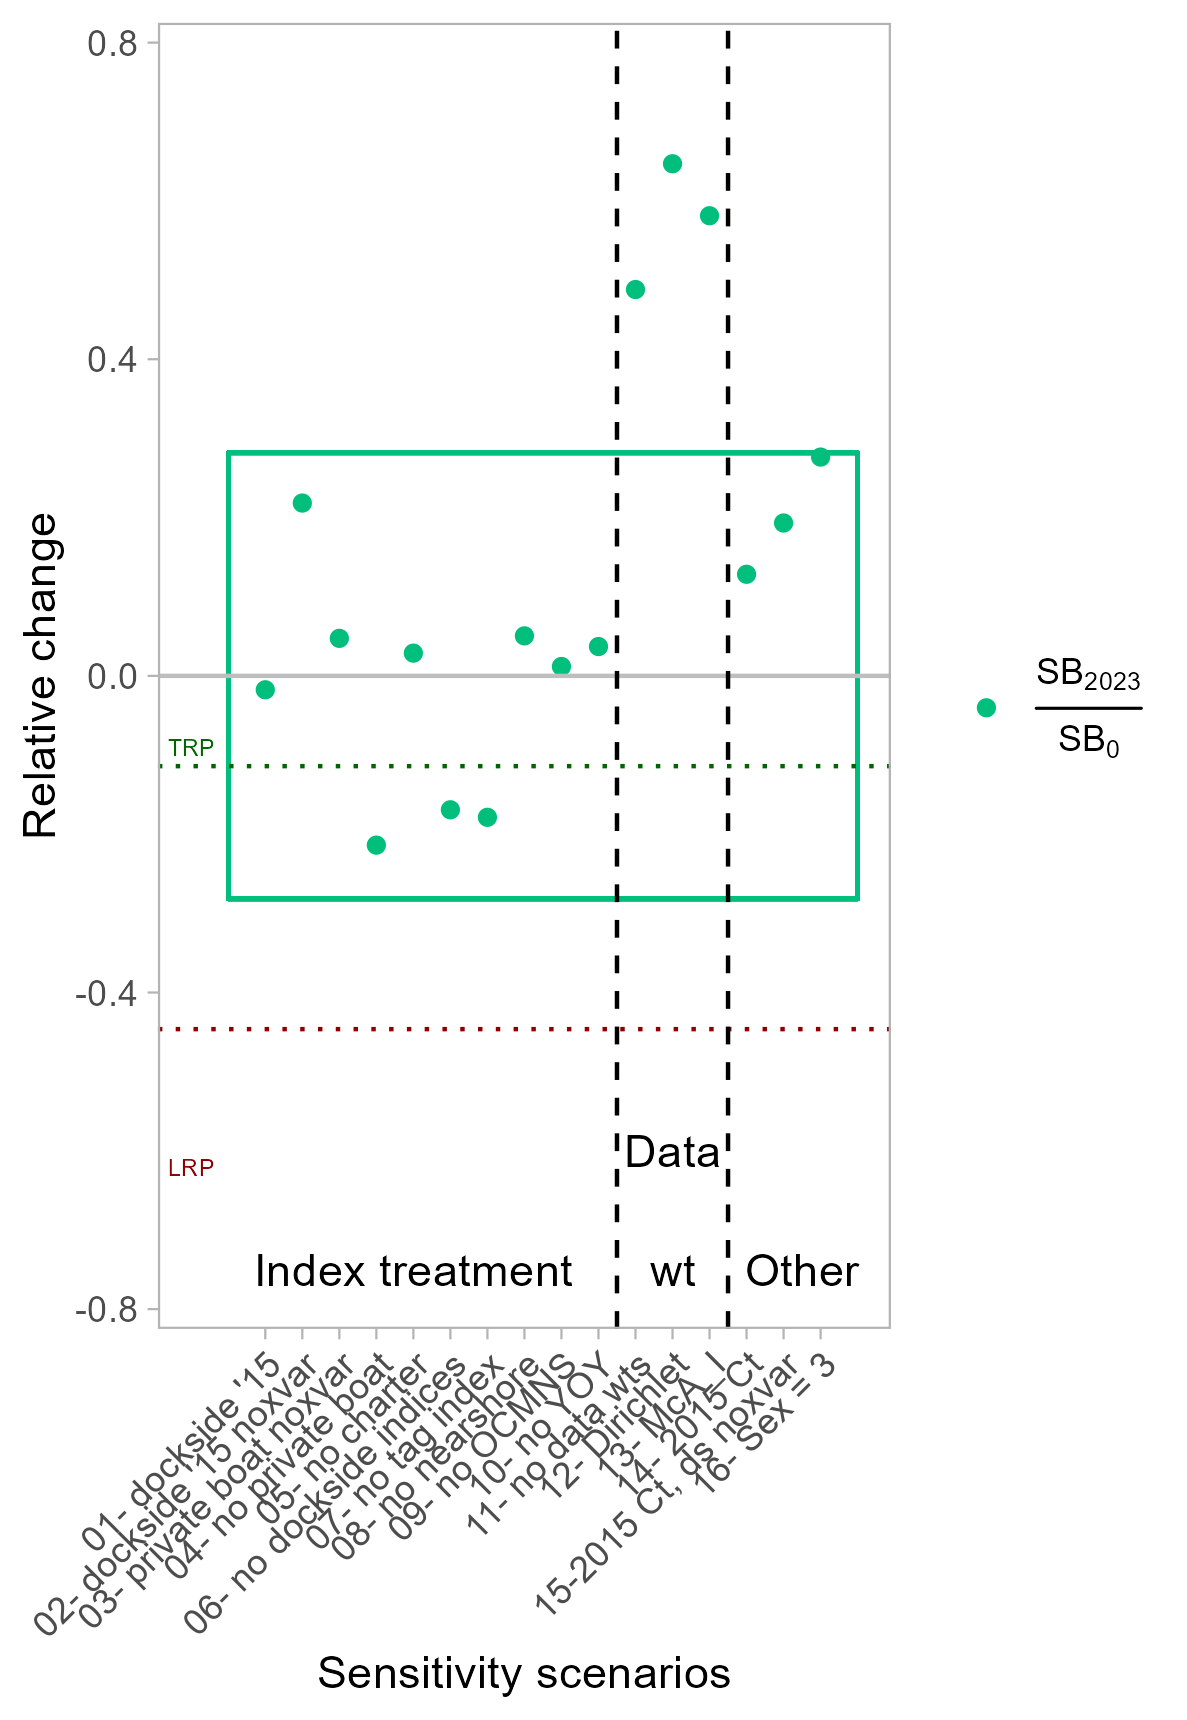 0.8
0.4
0.0
-0.4
-0.8
Relative change
TRP
LRP
Data
Index treatment
wt
Other
SB2023
SB0
01- dockside '15
02- dockside '15 noxvar
03- private boat noxvar
04- no private boat
05- no charter
06- no dockside indices
07- no tag index
08- no nearshore
09- no OCMNS
10- no YOY
11- no data wts
12- Dirichlet
13- McA_I
14- 2015 Ct
15-2015 Ct, ds noxvar
16- Sex = 3
Sensitivity scenarios